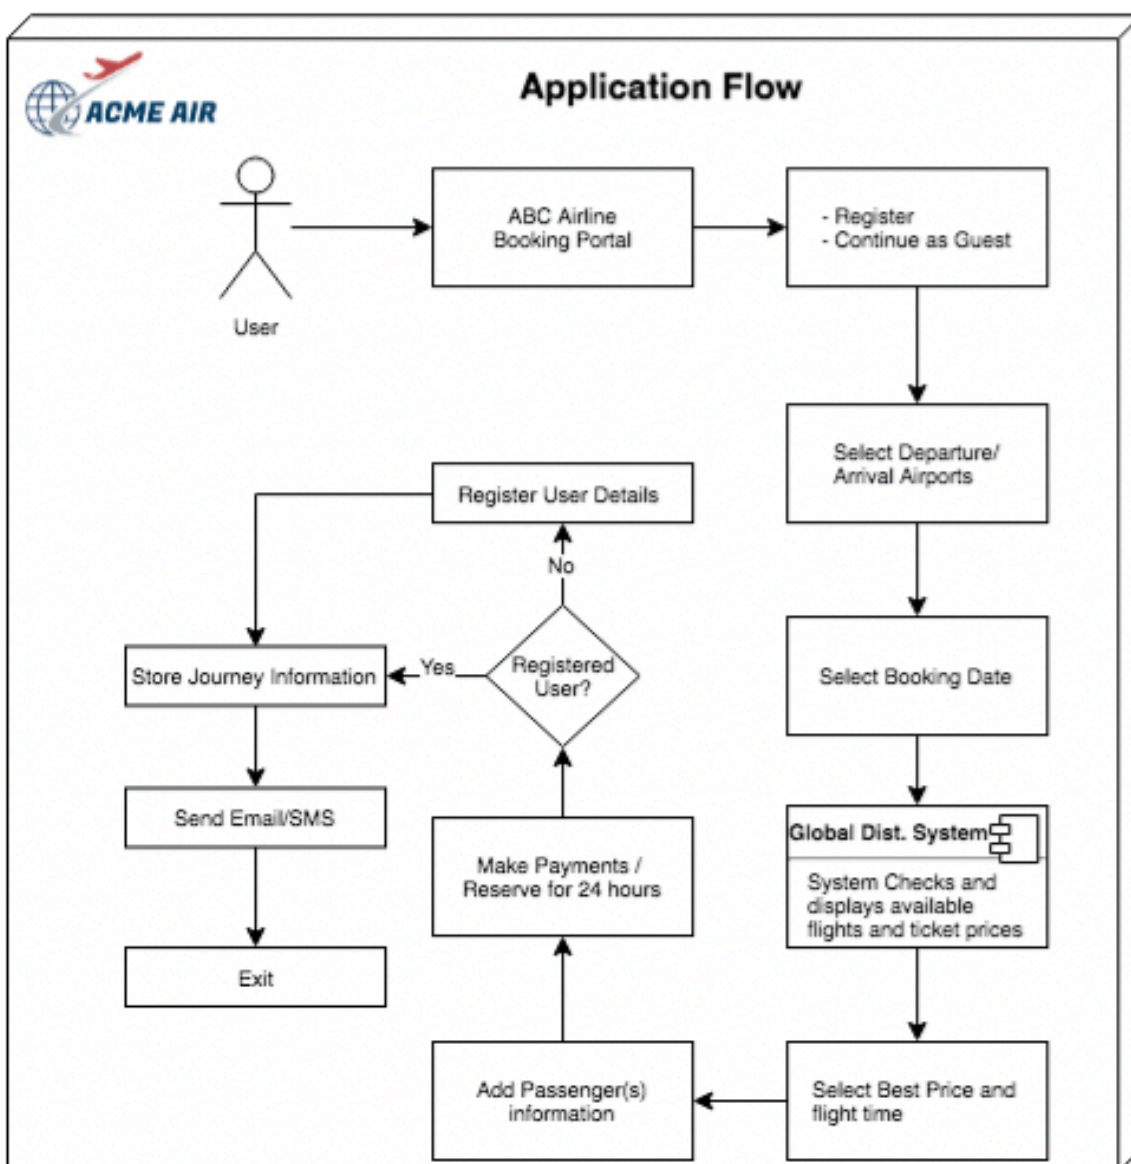 ACME AIR
Application Flow
User
ABC Airline
Booking Portal
- Register
- Continue as Guest
Select Departure/
Arrival Airports
Select Booking Date
Global Dist. System
System Checks and
displays available
flights and ticket prices
Select Best Price and
flight time
Add Passenger(s)
information
Make Payments /
Reserve for 24 hours
Registered
User?
No
Register User Details
Yes
Store Journey Information
Send Email/SMS
Exit